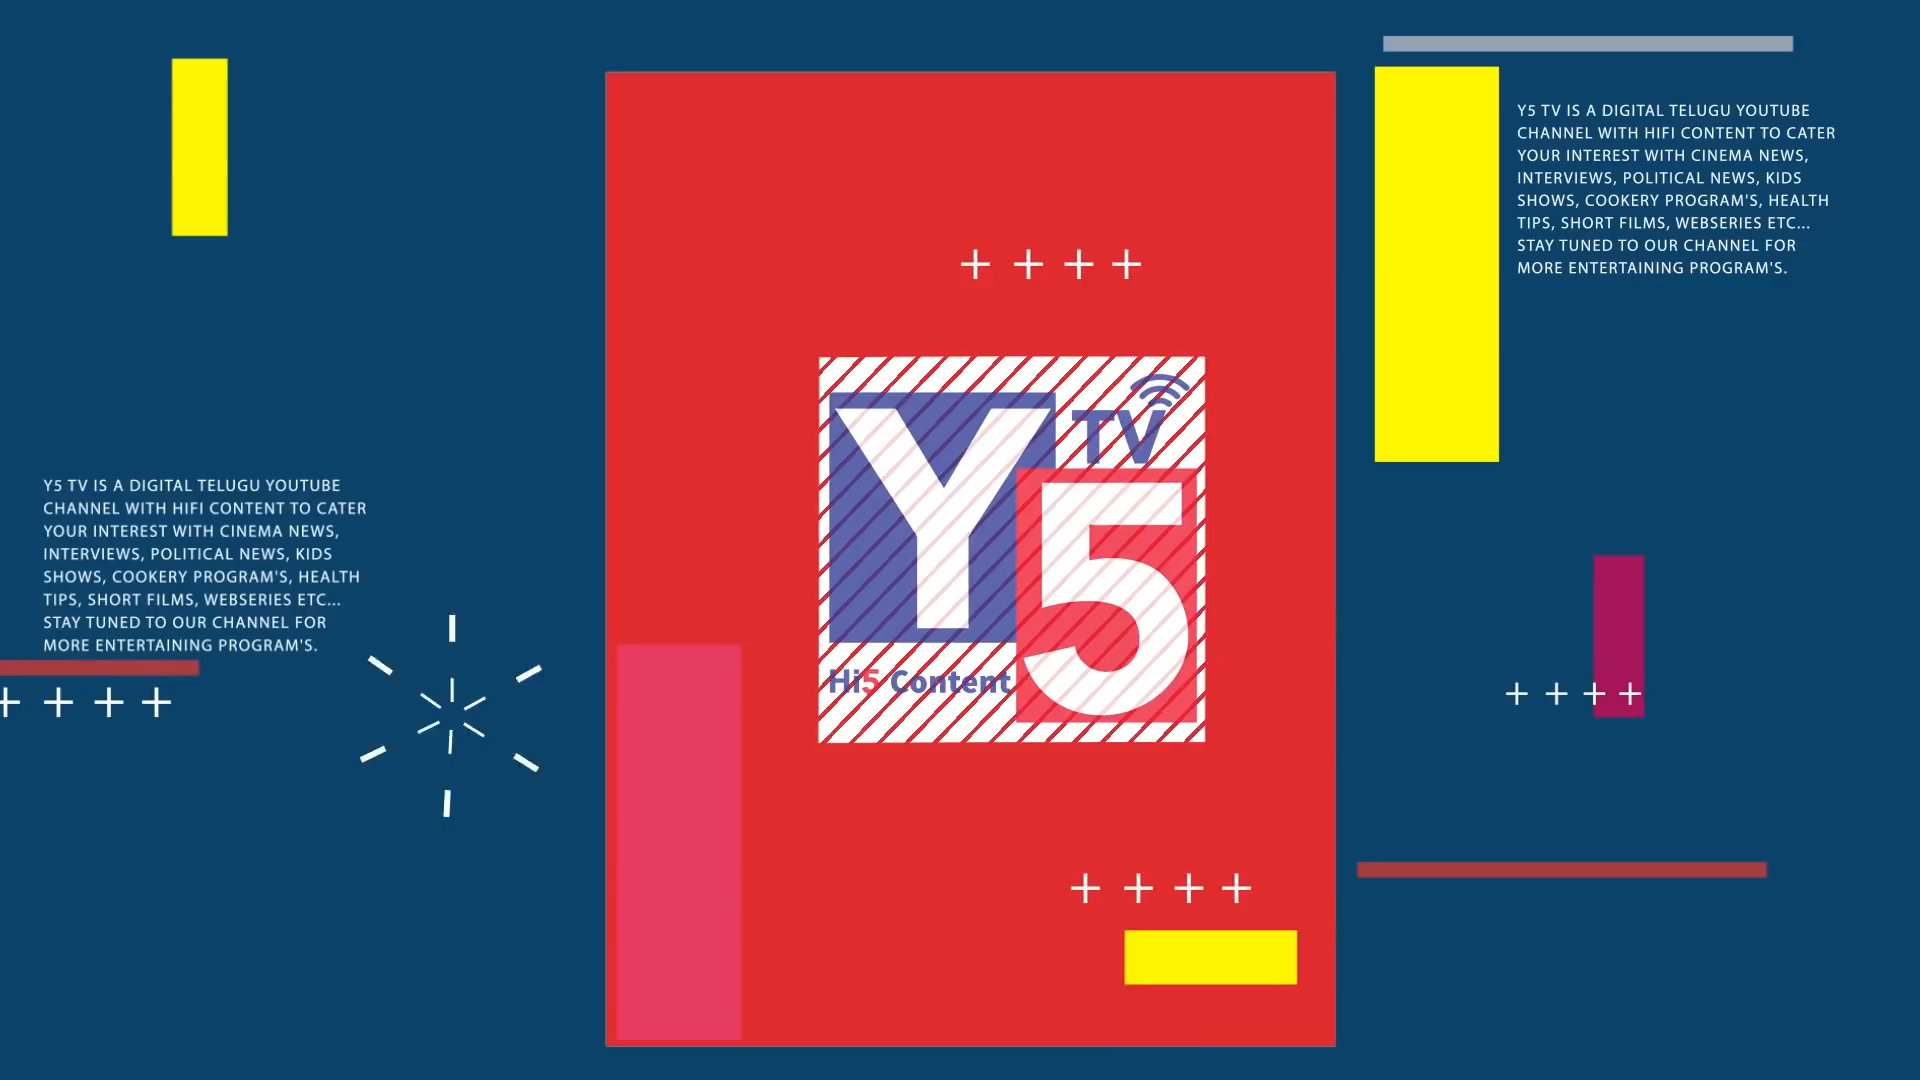 Y5 TV IS A DIGITAL TELUGU YOUTUBE
CHANNEL WITH HIFI CONTENT TO CATER
YOUR INTEREST WITH CINEMA NEWS,
INTERVIEWS, POLITICAL NEWS, KIDS
SHOWS, COOKERY PROGRAM'S, HEALTH
TIPS, SHORT FILMS, WEBSERIES ETC...
STAY TUNED TO OUR CHANNEL FOR
MORE ENTERTAINING PROGRAM'S.
Y TV
5
Hi5 Content
Y5 TV IS A DIGITAL TELUGU YOUTUBE
CHANNEL WITH HIFI CONTENT TO CATER
YOUR INTEREST WITH CINEMA NEWS,
INTERVIEWS, POLITICAL NEWS, KIDS
SHOWS, COOKERY PROGRAM'S, HEALTH
TIPS, SHORT FILMS, WEBSERIES ETC...
STAY TUNED TO OUR CHANNEL FOR
MORE ENTERTAINING PROGRAM'S.